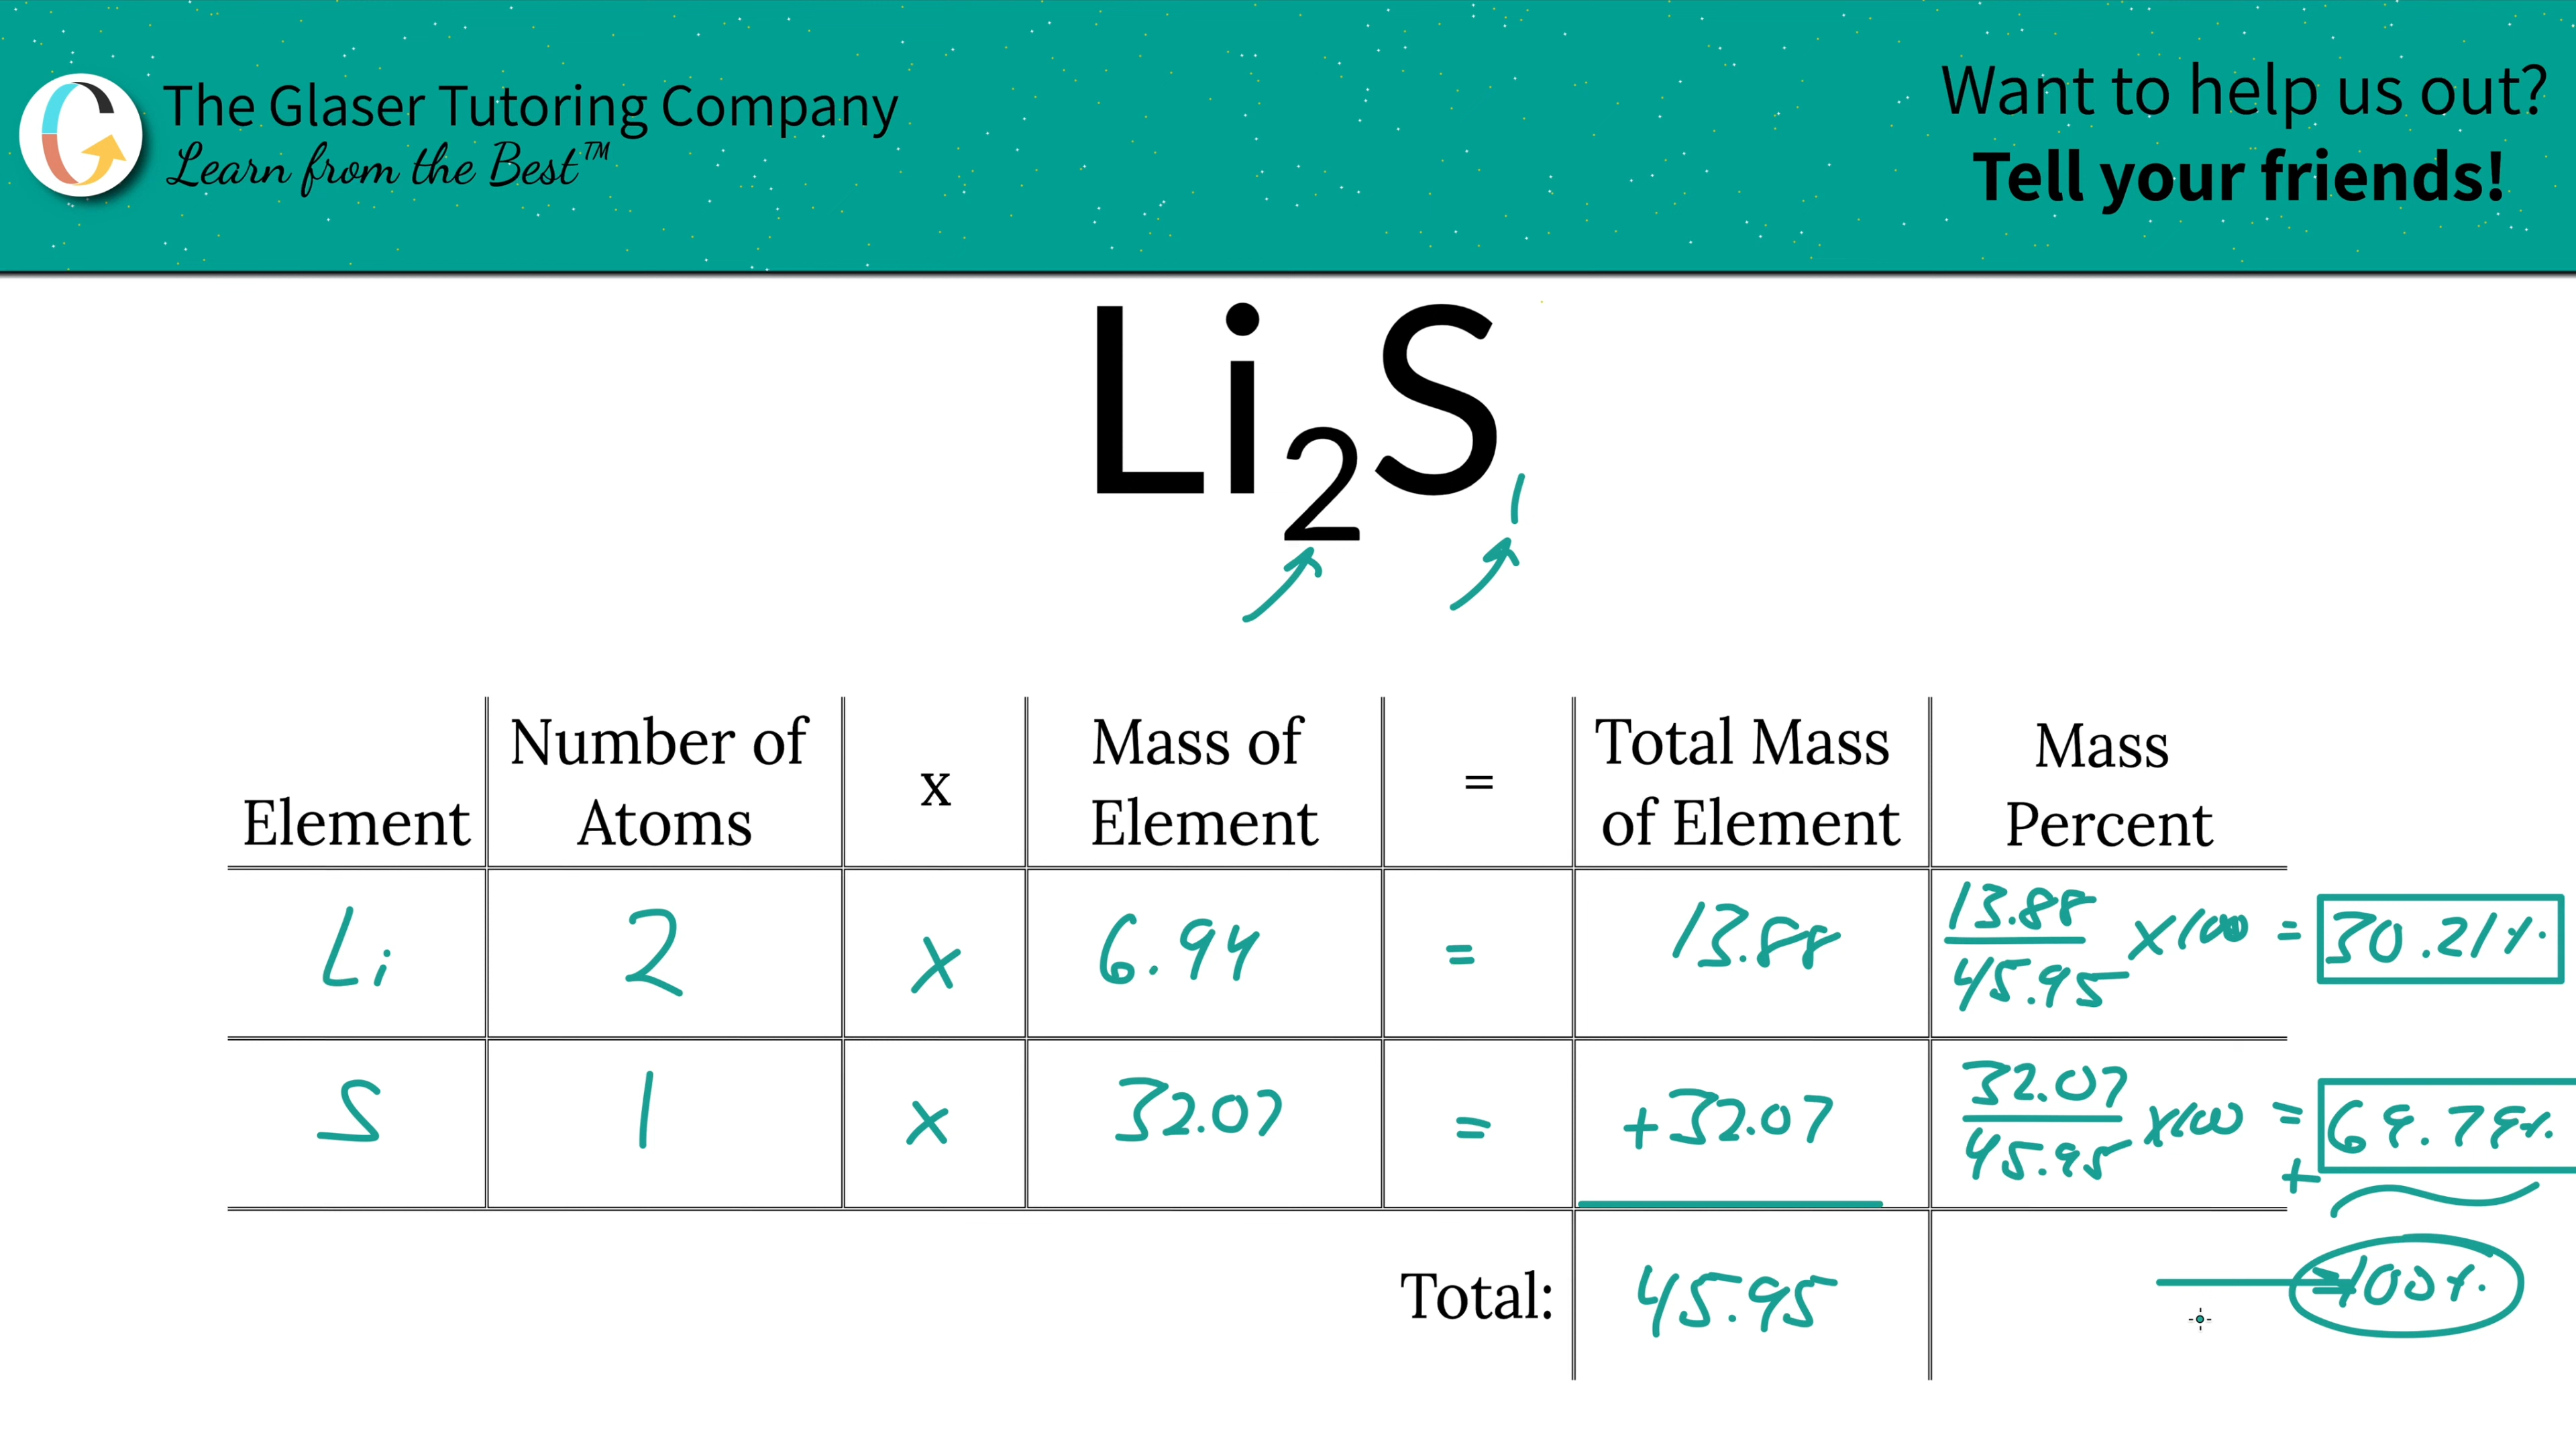 The Glaser Tutoring Company
Learn from the Best™
Want to help us out?
Tell your friends!
Li₂S
1
Element
Number of
Atoms
x
Mass of
Element
=
Total Mass
of Element
Mass
Percent
Li 2 x 6.94 = 13.88 13.88/45.95 x100 = 30.21%
S 1 x 32.07 = +32.07 32.07/45.95 x100 = 69.79%
+
Total: 45.95 =100%